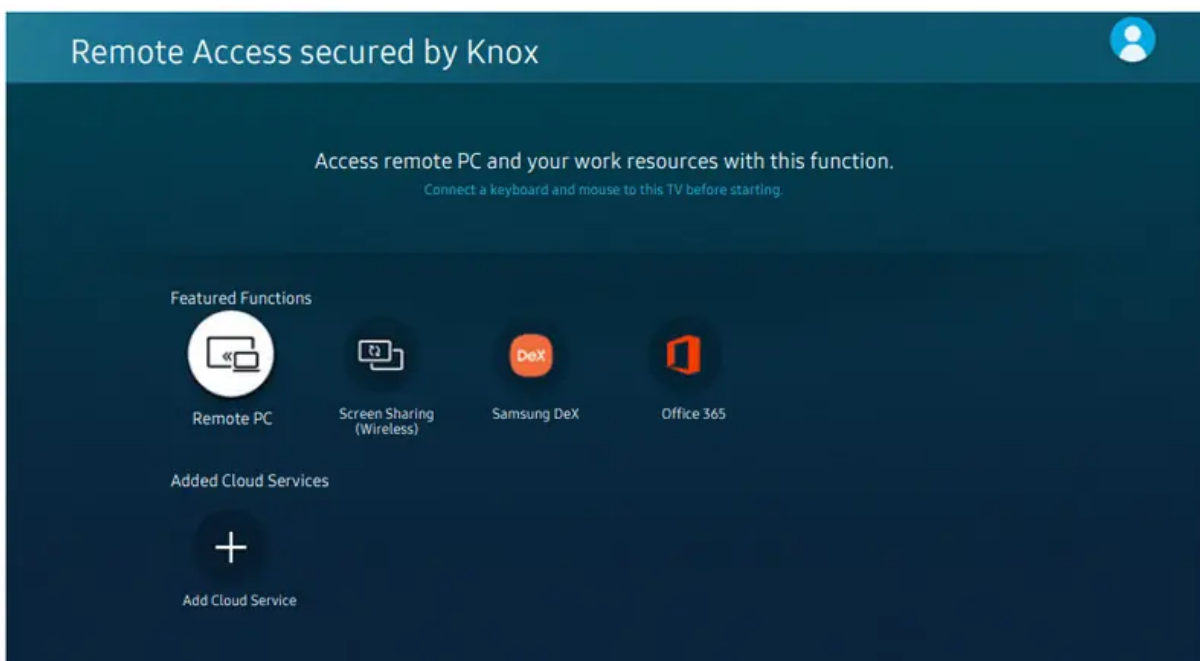 Remote Access secured by Knox
Access remote PC and your work resources with this function.
Connect a keyboard and mouse to this TV before starting.
Featured Functions
DeX
Remote PC
Screen Sharing
(Wireless)
Samsung DeX
Office 365
Added Cloud Services
Add Cloud Service